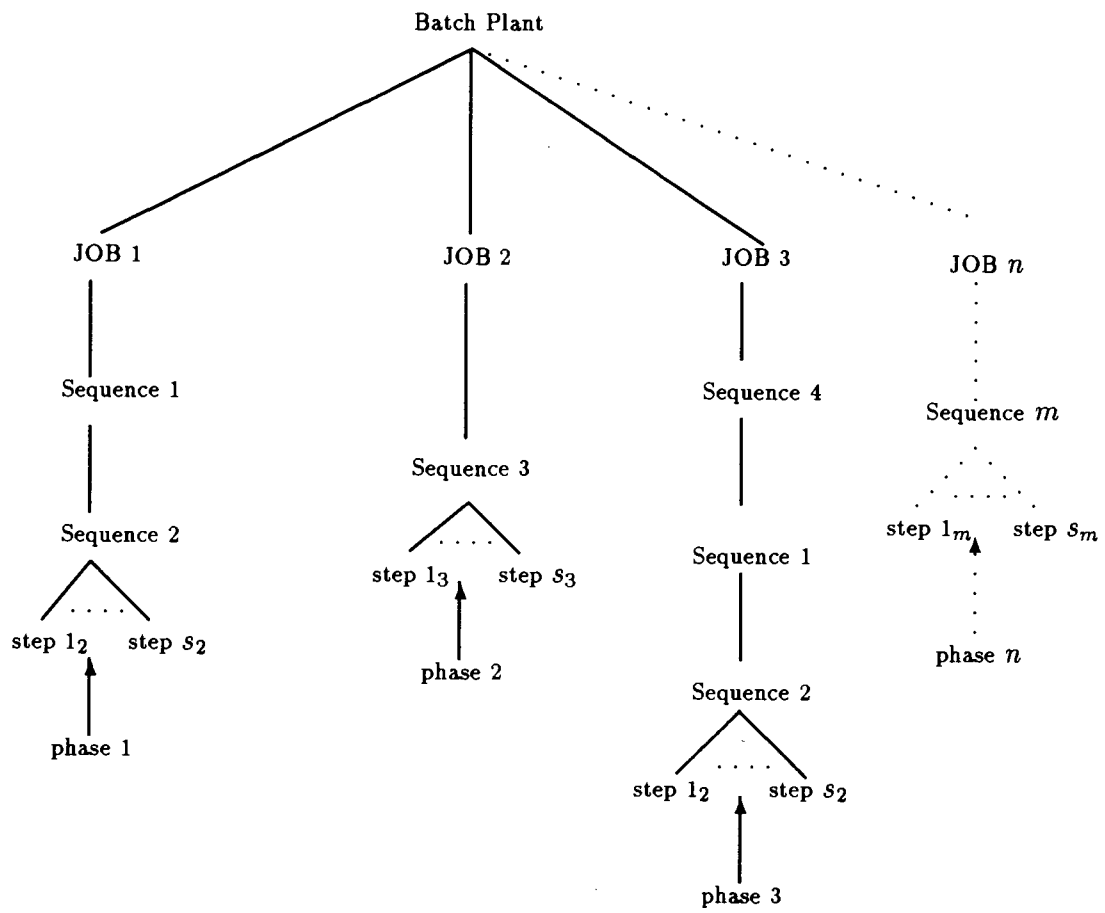 Batch Plant
JOB 1
JOB 2
JOB 3
JOB n
Sequence 1
Sequence 4
Sequence m
Sequence 3
Sequence 2
step 1₂
step s₂
phase 1
step 1₃
step s₃
phase 2
Sequence 1
Sequence 2
step 1₂
step s₂
phase 3
step 1ₘ
step sₘ
phase n